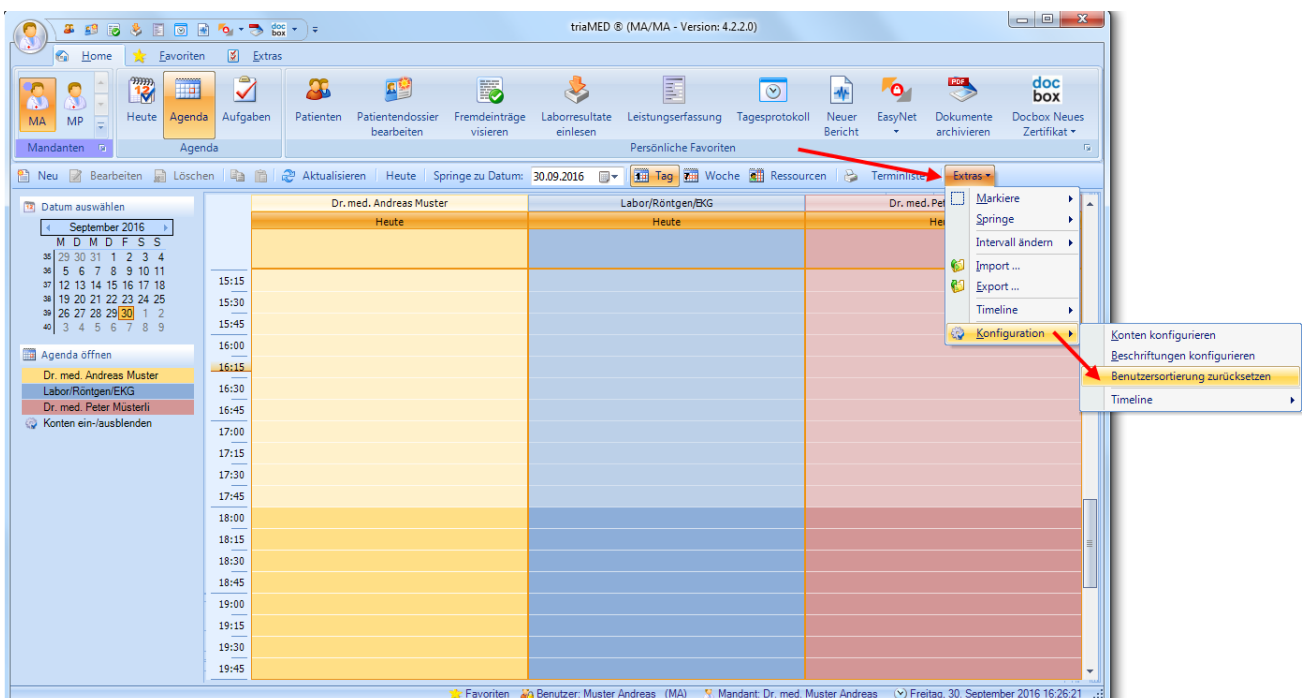 triaMED ® (MA/MA - Version: 4.2.2.0)
Home Favoriten Extras
MA MP
Heute Agenda Aufgaben
Patienten
Patientendossier bearbeiten
Fremdeinträge visieren
Laborresultate einlesen
Leistungserfassung
Tagesprotokoll
Neuer Bericht
EasyNet
Dokumente archivieren
doc box
Docbox Neues Zertifikat
Mandanten Agenda Persönliche Favoriten
Neu Bearbeiten Löschen Aktualisieren Heute Springe zu Datum: 30.09.2016 Tag Woche Ressourcen Terminliste Extras
Datum auswählen
September 2016
M D M D F S S
35 29 30 31 1 2 3 4
36 5 6 7 8 9 10 11
37 12 13 14 15 16 17 18
38 19 20 21 22 23 24 25
39 26 27 28 29 30 1 2
40 3 4 5 6 7 8 9
Agenda öffnen
Dr. med. Andreas Muster
Labor/Röntgen/EKG
Dr. med. Peter Müsterli
Konten ein-/ausblenden
Dr. med. Andreas Muster Labor/Röntgen/EKG Dr. med. Pet
Heute Heute He
15:15
15:30
15:45
16:00
16:15
16:30
16:45
17:00
17:15
17:30
17:45
18:00
18:15
18:30
18:45
19:00
19:15
19:30
19:45
Markiere
Springe
Intervall ändern
Import ...
Export ...
Timeline
Konfiguration
Konten konfigurieren
Beschriftungen konfigurieren
Benutzersortierung zurücksetzen
Timeline
Favoriten Benutzer: Muster Andreas (MA) Mandant: Dr. med. Muster Andreas Freitag, 30. September 2016 16:26:21